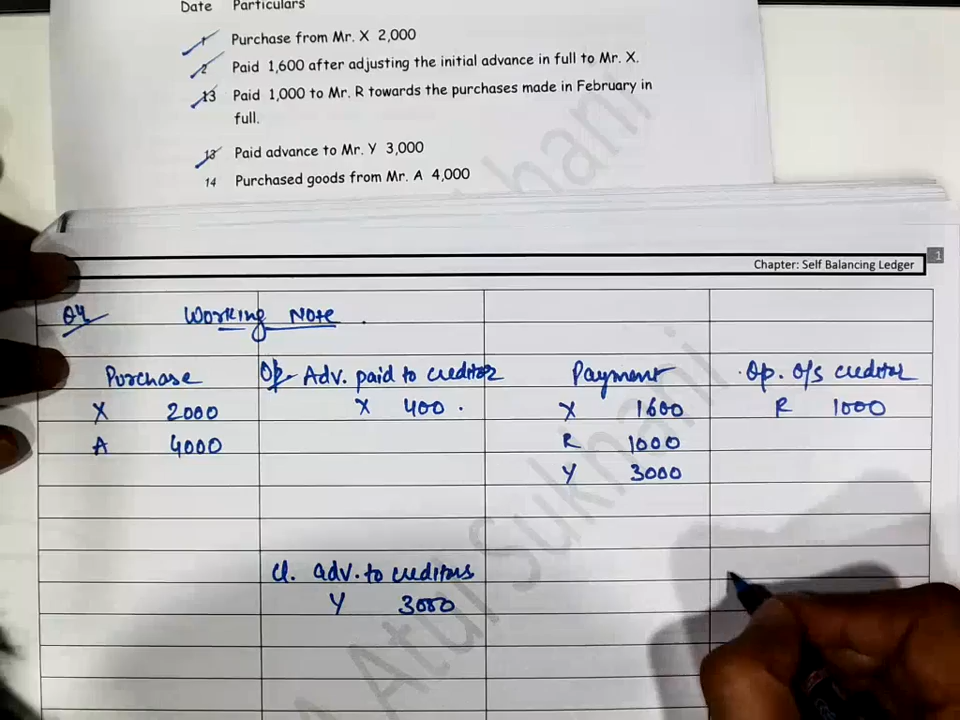 Date Particulars
1 Purchase from Mr. X 2,000
2 Paid 1,600 after adjusting the initial advance in full to Mr. X.
13 Paid 1,000 to Mr. R towards the purchases made in February in
full.
13 Paid advance to Mr. Y 3,000
14 Purchased goods from Mr. A 4,000
1
Chapter: Self Balancing Ledger
Q4 Working Note.
Purchase Op. Adv. paid to creditor Payment Op. o/s creditor
X 2000 X 400. X 1600 R 1000
A 4000 R 1000
Y 3000
Cl. adv. to creditors
Y 3000
Atul Sukhani